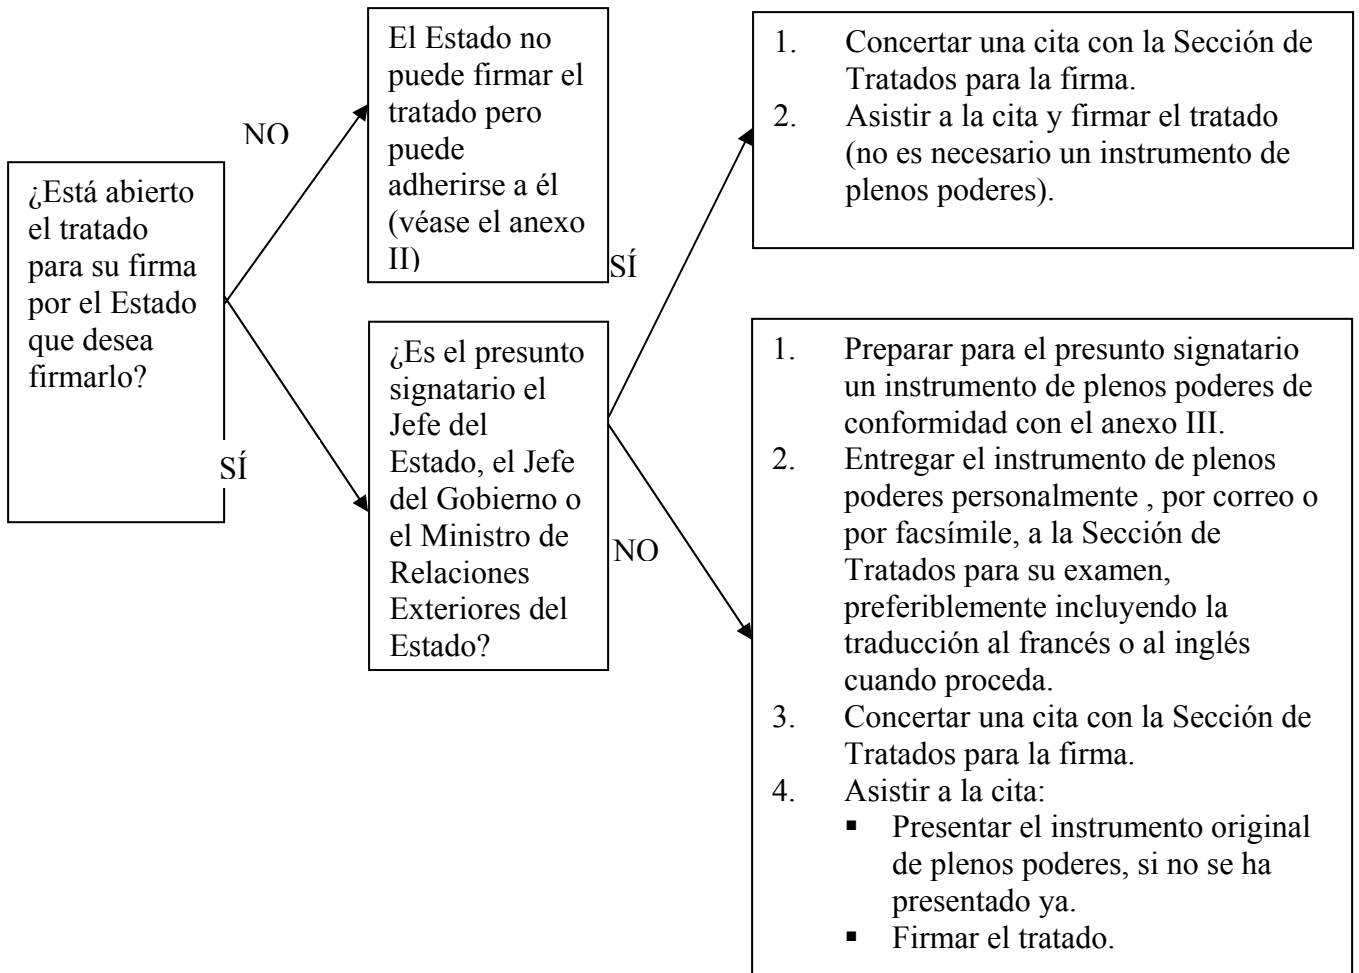 ¿Está abierto
el tratado
para su firma
por el Estado
que desea
firmarlo?
NO
SÍ
El Estado no
puede firmar el
tratado pero
puede
adherirse a él
(véase el anexo
II)
¿Es el presunto
signatario el
Jefe del
Estado, el Jefe
del Gobierno o
el Ministro de
Relaciones
Exteriores del
Estado?
SÍ
NO
1. Concertar una cita con la Sección de
Tratados para la firma.
2. Asistir a la cita y firmar el tratado
(no es necesario un instrumento de
plenos poderes).
1. Preparar para el presunto signatario
un instrumento de plenos poderes de
conformidad con el anexo III.
2. Entregar el instrumento de plenos
poderes personalmente , por correo o
por facsímile, a la Sección de
Tratados para su examen,
preferiblemente incluyendo la
traducción al francés o al inglés
cuando proceda.
3. Concertar una cita con la Sección de
Tratados para la firma.
4. Asistir a la cita:
▪ Presentar el instrumento original
de plenos poderes, si no se ha
presentado ya.
▪ Firmar el tratado.